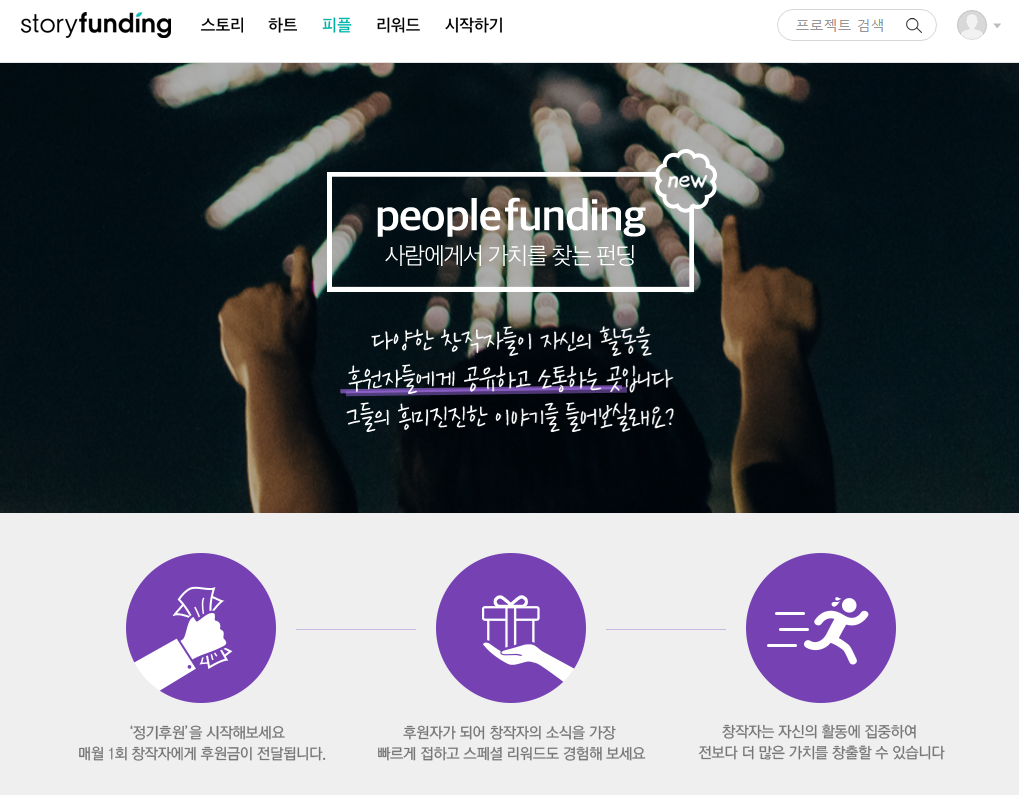 storyfunding
스토리 하트 피플 리워드 시작하기
프로젝트 검색
new
people funding
사람에게서 가치를 찾는 펀딩
다양한 창작자들이 자신의 활동을
후원자들에게 공유하고 소통하는 곳입니다
그들의 흥미진진한 이야기를 들어보실래요?
‘정기후원’을 시작해보세요
매월 1회 창작자에게 후원금이 전달됩니다.
후원자가 되어 창작자의 소식을 가장
빠르게 접하고 스페셜 리워드도 경험해 보세요
창작자는 자신의 활동에 집중하여
전보다 더 많은 가치를 창출할 수 있습니다